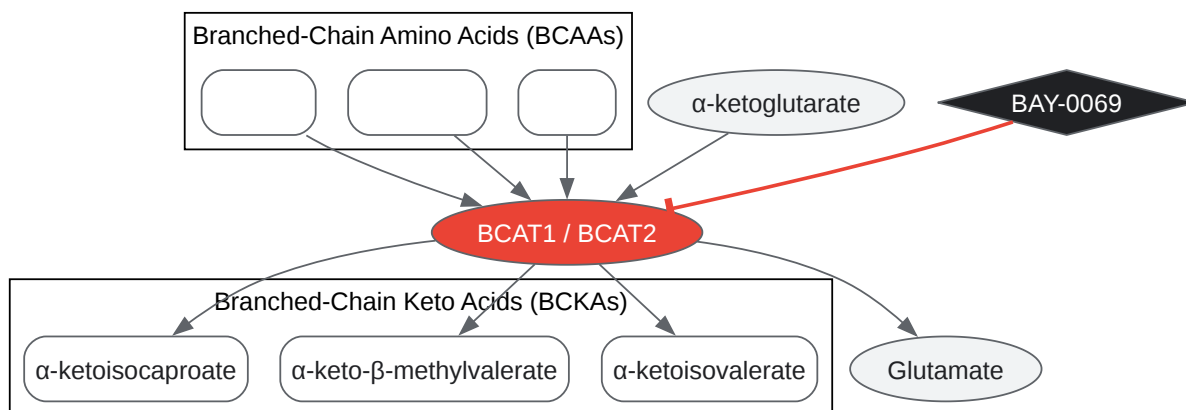 Branched-Chain Amino Acids (BCAAs)
α-ketoglutarate
BAY-0069
BCAT1 / BCAT2
Branched-Chain Keto Acids (BCKAs)
α-ketoisocaproate
α-keto-β-methylvalerate
α-ketoisovalerate
Glutamate